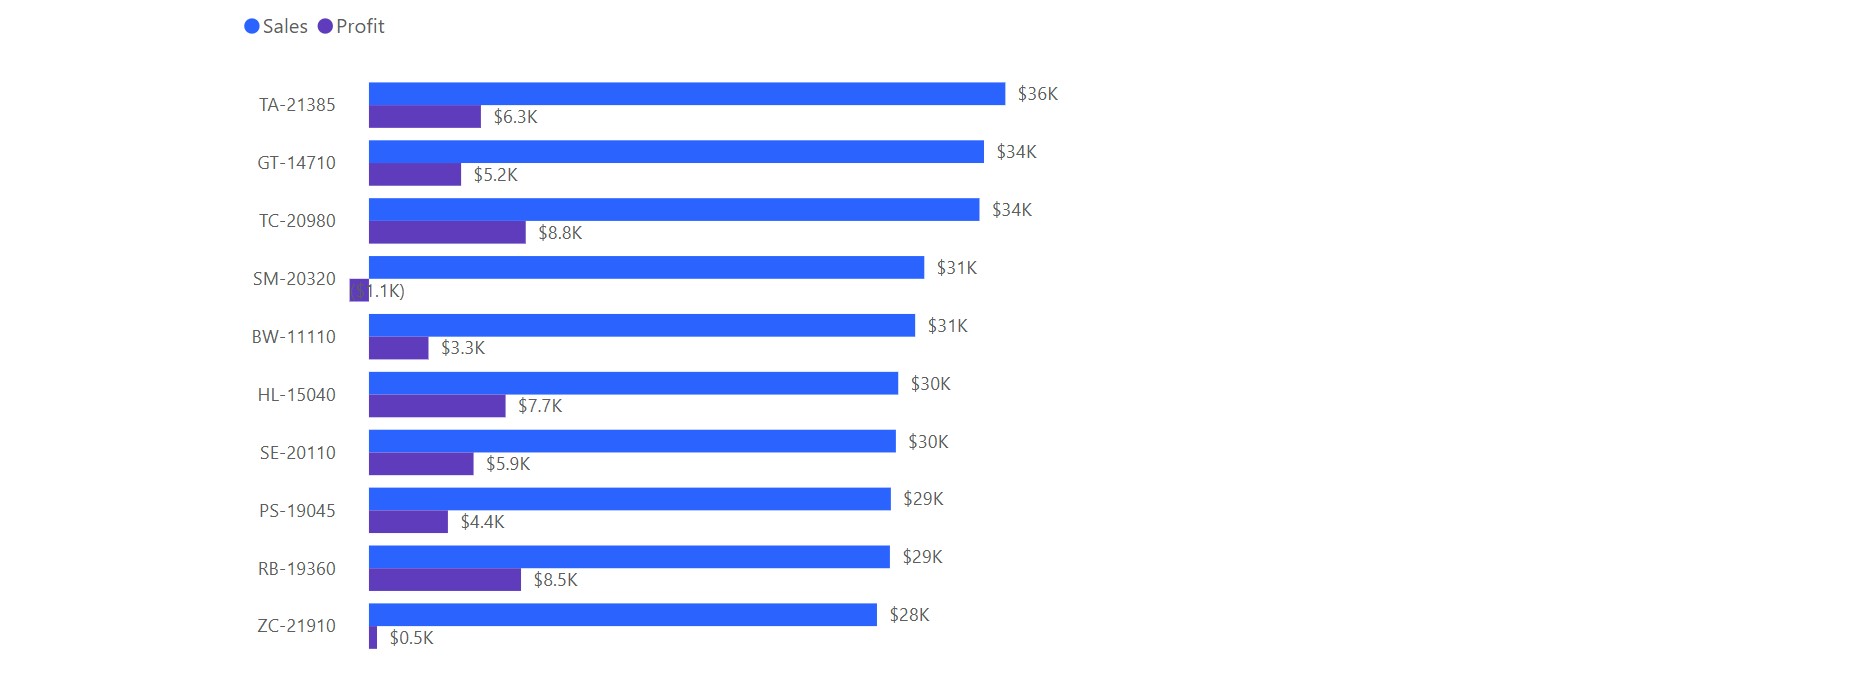 Sales Profit
TA-21385
$36K
$6.3K
GT-14710
$34K
$5.2K
TC-20980
$34K
$8.8K
SM-20320
$31K
($1.1K)
BW-11110
$31K
$3.3K
HL-15040
$30K
$7.7K
SE-20110
$30K
$5.9K
PS-19045
$29K
$4.4K
RB-19360
$29K
$8.5K
ZC-21910
$28K
$0.5K